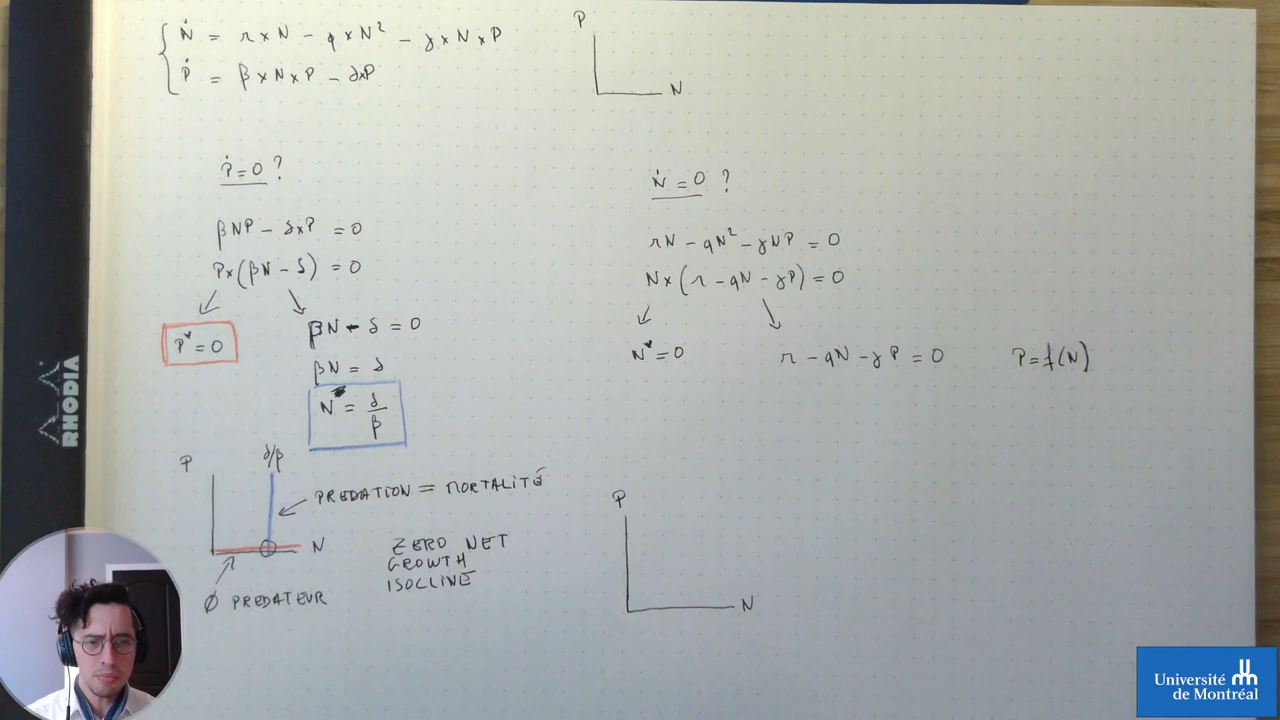 Ṅ = r × N - q × N² - γ × N × P
Ṗ = β × N × P - δ × P
P
N
Ṗ = 0 ?
βNP - δ × P = 0
P × (βN - δ) = 0
P* = 0
βN - δ = 0
βN = δ
N* = δ/β
P
δ/β
PREDATION = MORTALITÉ
N
Ø PREDATEUR
ZERO NET
GROWTH
ISOCLINE
Ṅ = 0 ?
rN - qN² - γNP = 0
N × (r - qN - γP) = 0
N* = 0
r - qN - γP = 0
P = f(N)
P
N
RHODIA
Université
de Montréal